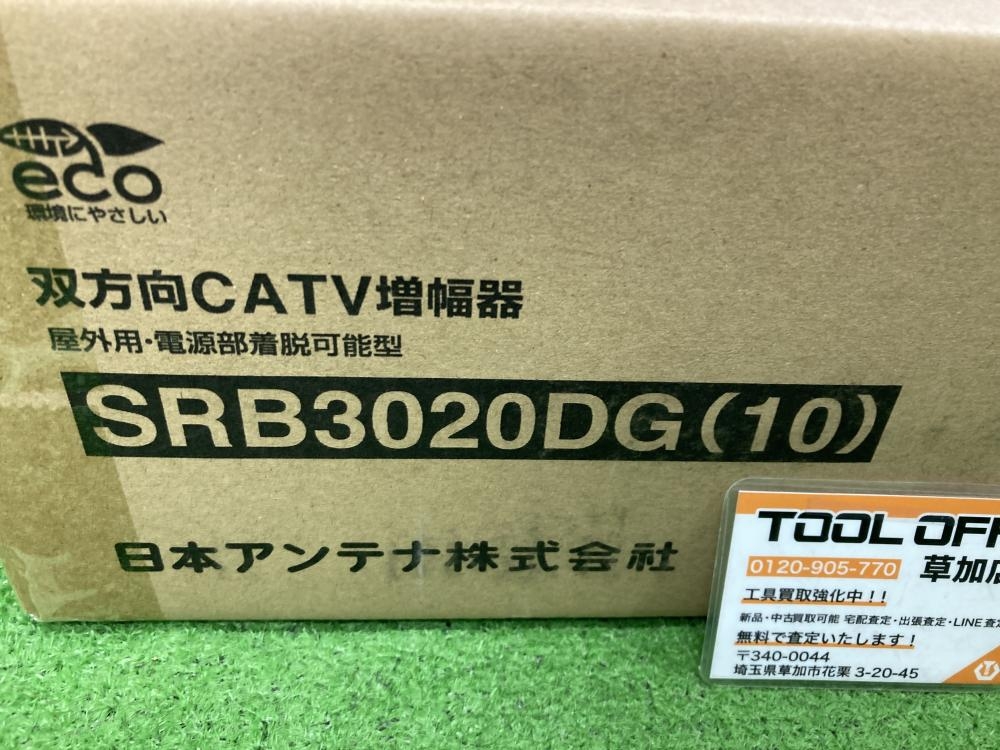 eco
環境にやさしい
双方向CATV増幅器
屋外用・電源部着脱可能型
SRB3020DG(10)
日本アンテナ株式会社
TOOL OFF
0120-905-770 草加店
工具買取強化中!!
新品・中古買取可能 宅配査定・出張査定・LINE査定
無料で査定いたします!
〒340-0044
埼玉県草加市花栗 3-20-45